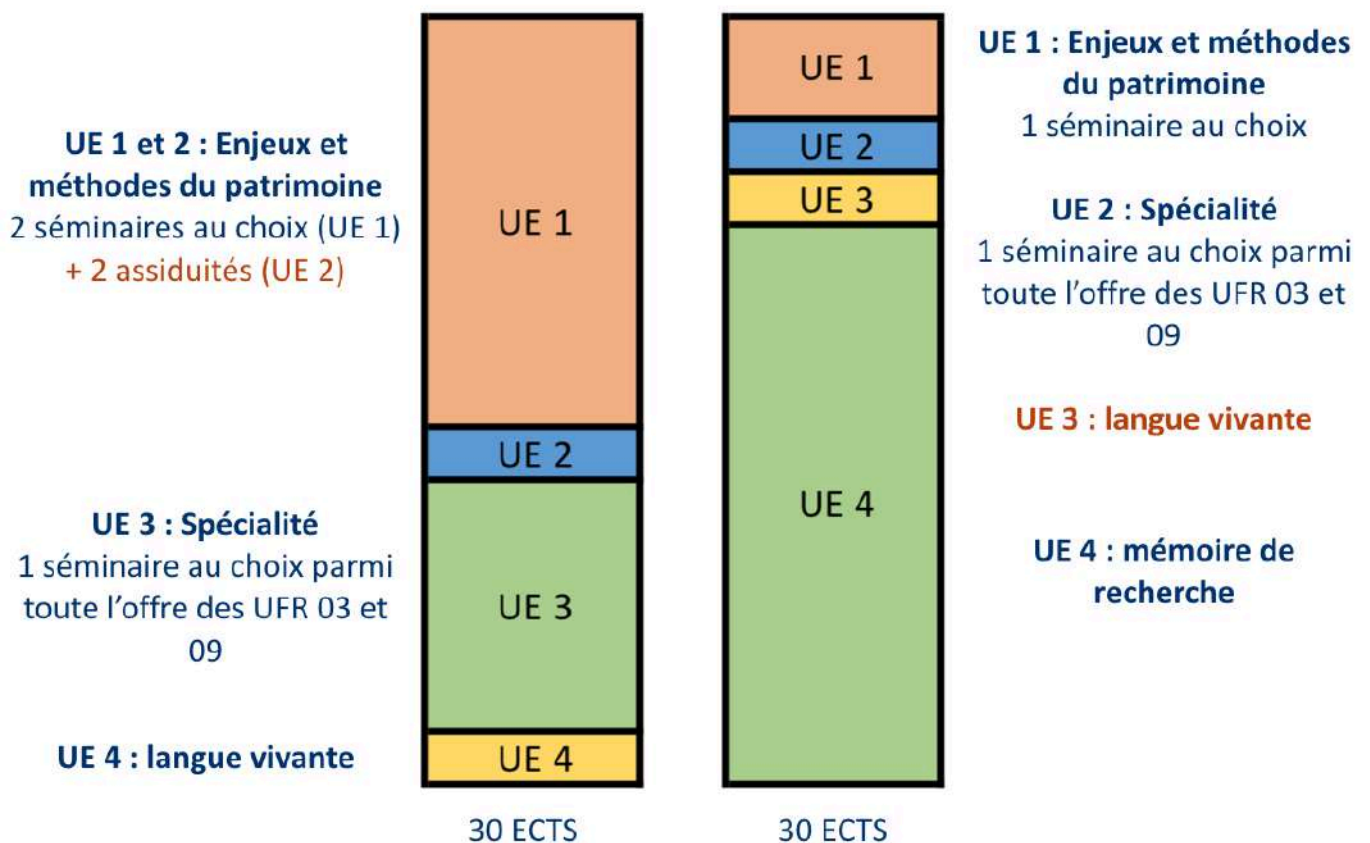 UE 1 et 2 : Enjeux et
méthodes du patrimoine
2 séminaires au choix (UE 1)
+ 2 assiduités (UE 2)
UE 3 : Spécialité
1 séminaire au choix parmi
toute l’offre des UFR 03 et
09
UE 4 : langue vivante
UE 1
UE 2
UE 3
UE 4
30 ECTS
UE 1
UE 2
UE 3
UE 4
30 ECTS
UE 1 : Enjeux et méthodes
du patrimoine
1 séminaire au choix
UE 2 : Spécialité
1 séminaire au choix parmi
toute l’offre des UFR 03 et
09
UE 3 : langue vivante
UE 4 : mémoire de
recherche